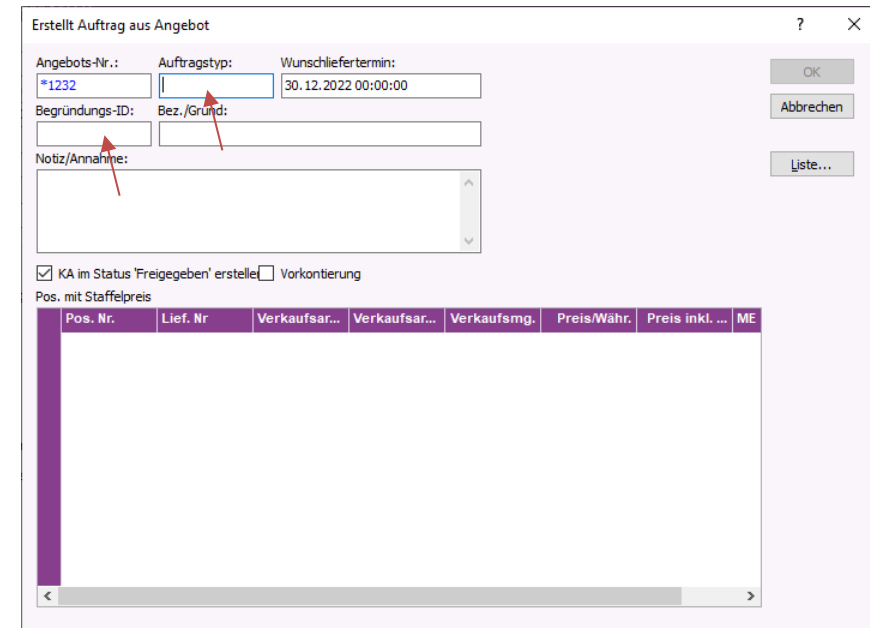 Erstellt Auftrag aus Angebot ?
Angebots-Nr.: Auftragstyp: Wunschliefertermin:
*1232 30.12.2022 00:00:00
OK
Begründungs-ID: Bez./Grund:
Abbrechen
Notiz/Annahme:
Liste...
KA im Status 'Freigegeben' erstellen Vorkontierung
Pos. mit Staffelpreis
Pos. Nr. Lief. Nr Verkaufsar... Verkaufsar... Verkaufsmg. Preis/Währ. Preis inkl. ... ME